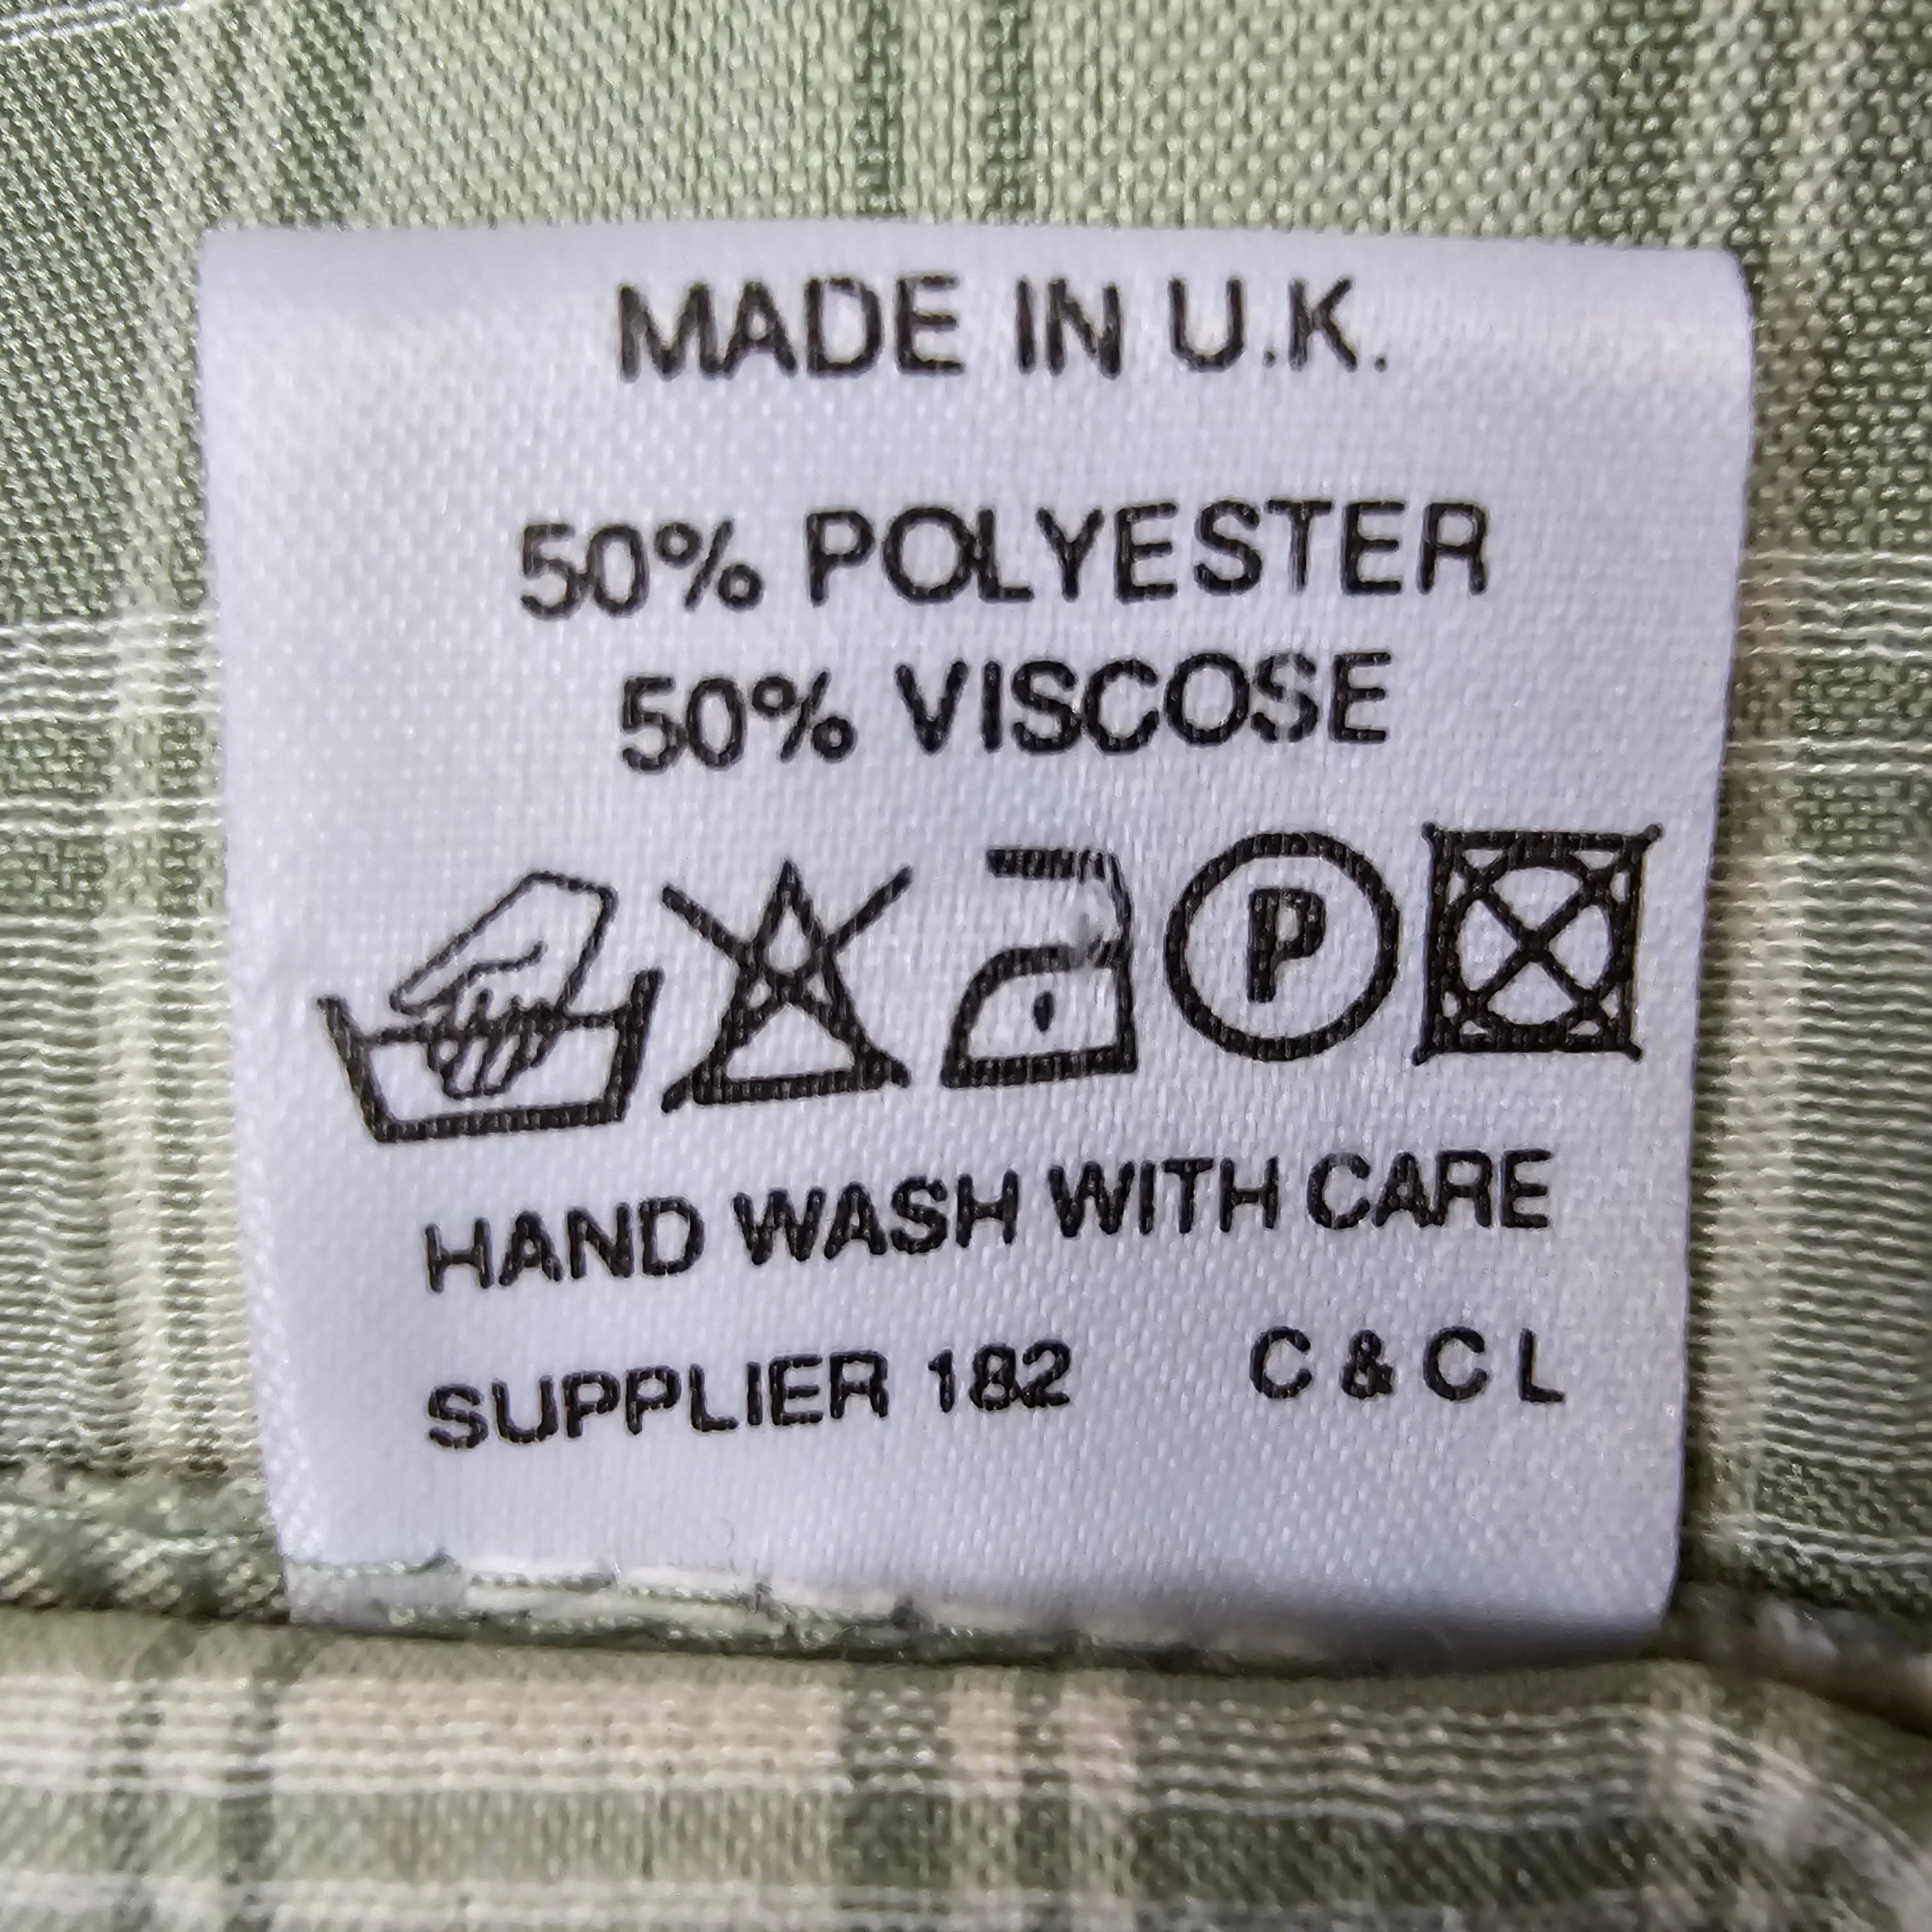 MADE IN U.K.
50% POLYESTER
50% VISCOSE
P
HAND WASH WITH CARE
SUPPLIER 182 C & C L